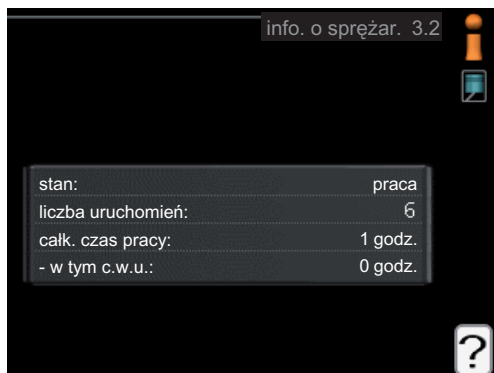 info. o sprężar. 3.2
stan: praca
liczba uruchomień: 6
całk. czas pracy: 1 godz.
- w tym c.w.u.: 0 godz.
?